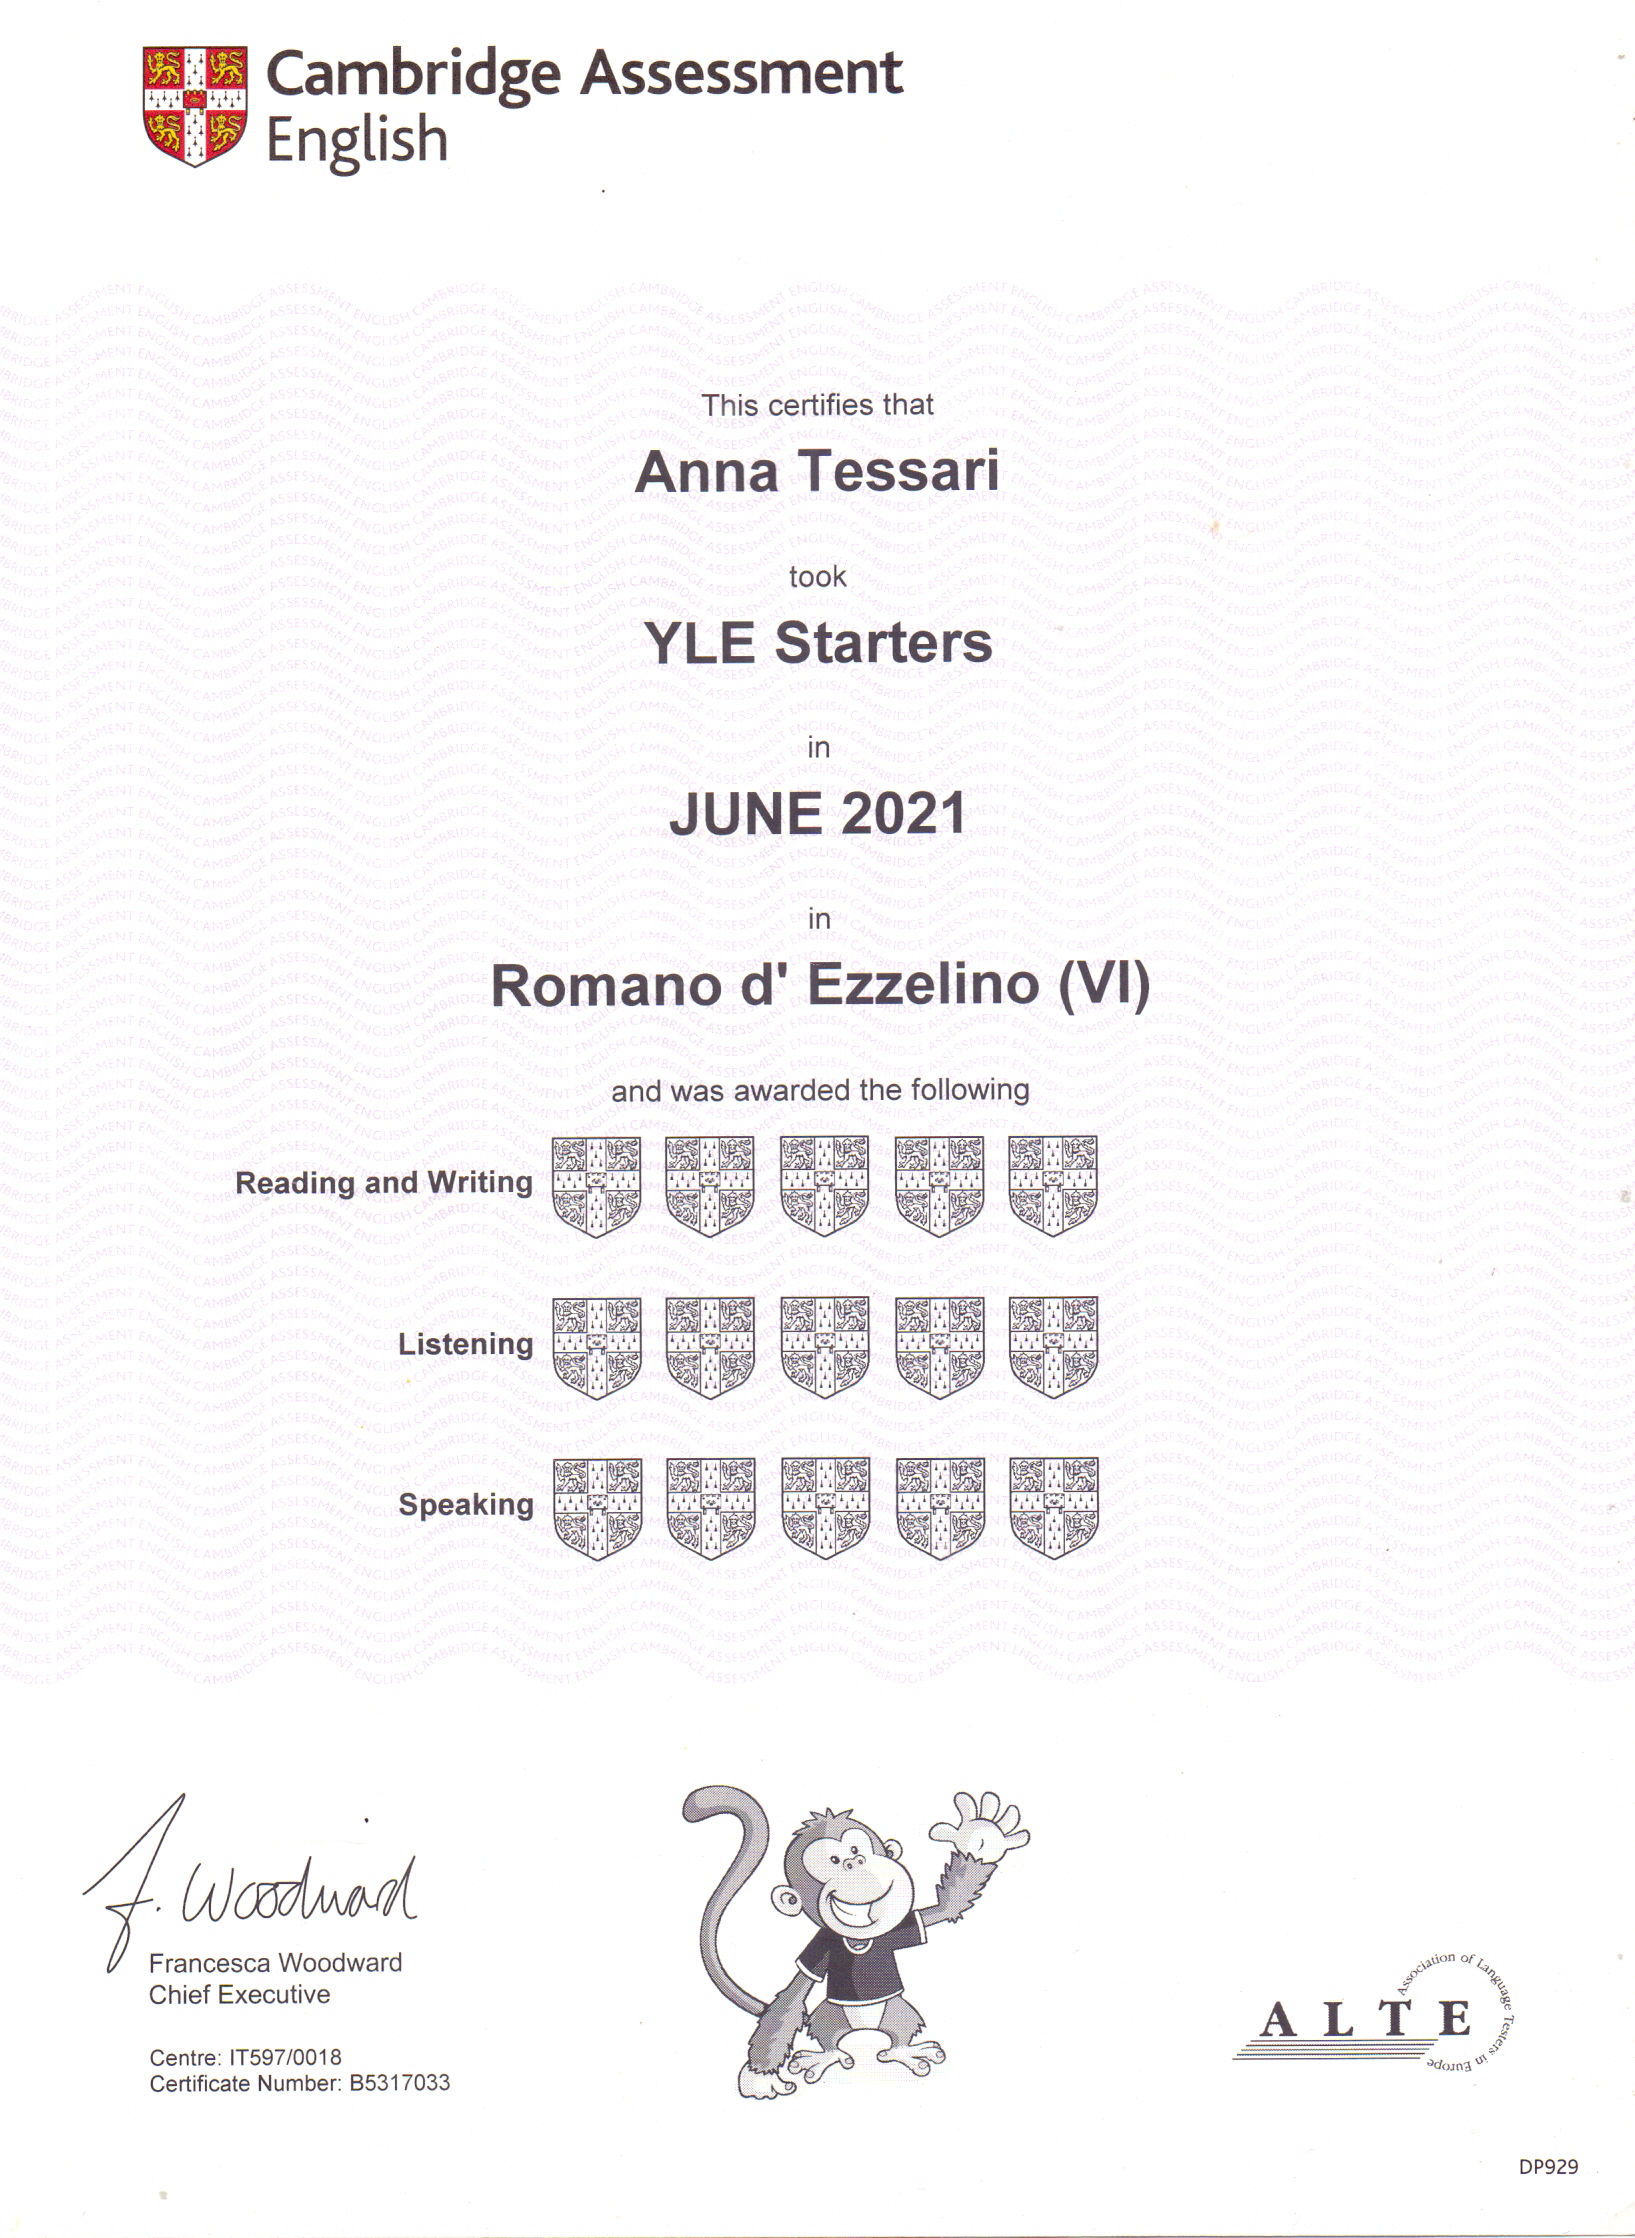 Cambridge Assessment
English
This certifies that
Anna Tessari
took
YLE Starters
in
JUNE 2021
in
Romano d' Ezzelino (VI)
and was awarded the following
Reading and Writing
Listening
Speaking
F. Woodward
Francesca Woodward
Chief Executive
Centre: IT597/0018
Certificate Number: B5317033
ALTE
Association of Language Testers in Europe
DP929